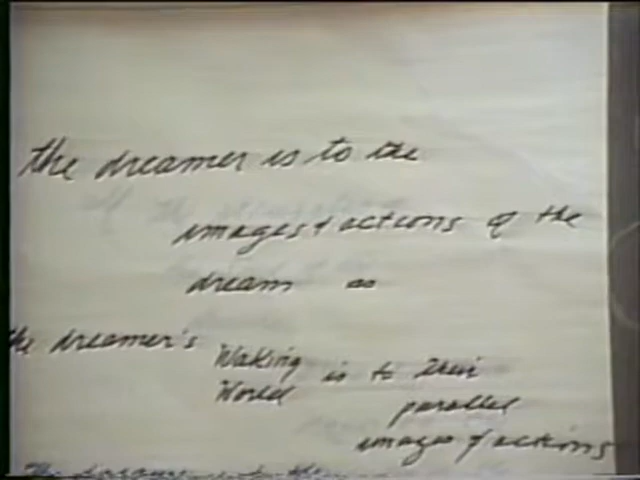 the dreamer is to the
images & actions of the
dream as
the dreamer's Waking is to their
World parallel
images & actions